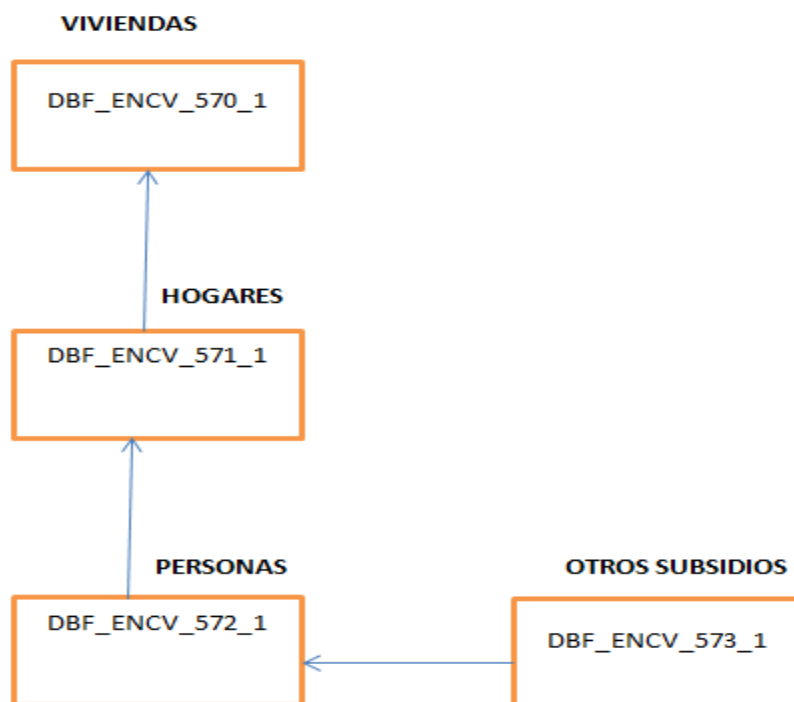 VIVIENDAS
DBF_ENCV_570_1
HOGARES
DBF_ENCV_571_1
PERSONAS
OTROS SUBSIDIOS
DBF_ENCV_572_1
DBF_ENCV_573_1